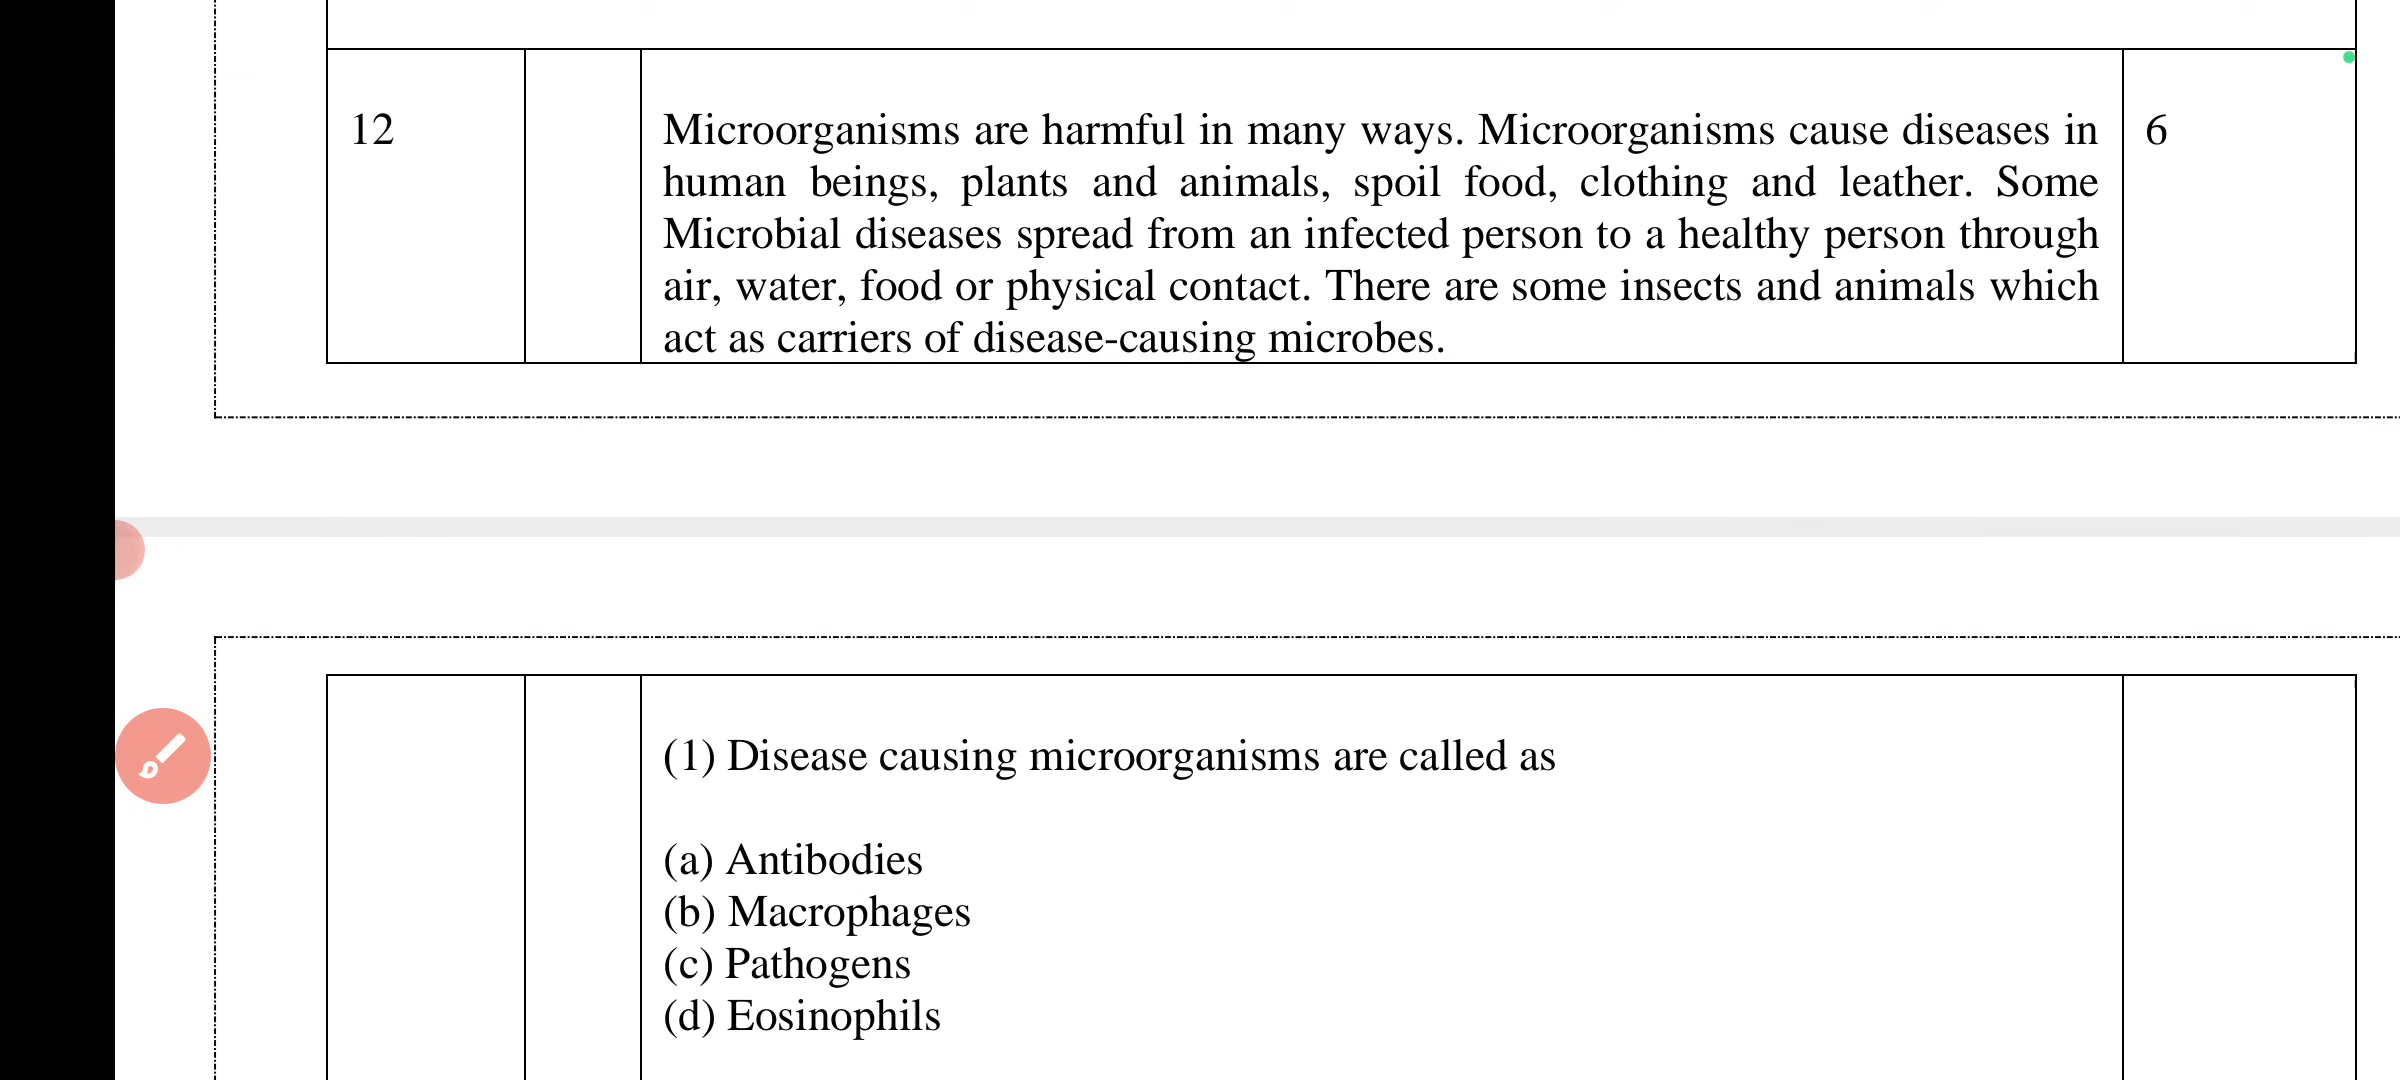 12
Microorganisms are harmful in many ways. Microorganisms cause diseases in
6
human beings, plants and animals, spoil food, clothing and leather. Some
Microbial diseases spread from an infected person to a healthy person through
air, water, food or physical contact. There are some insects and animals which
act as carriers of disease-causing microbes.
(1) Disease causing microorganisms are called as
(a) Antibodies
(b) Macrophages
(c) Pathogens
(d) Eosinophils